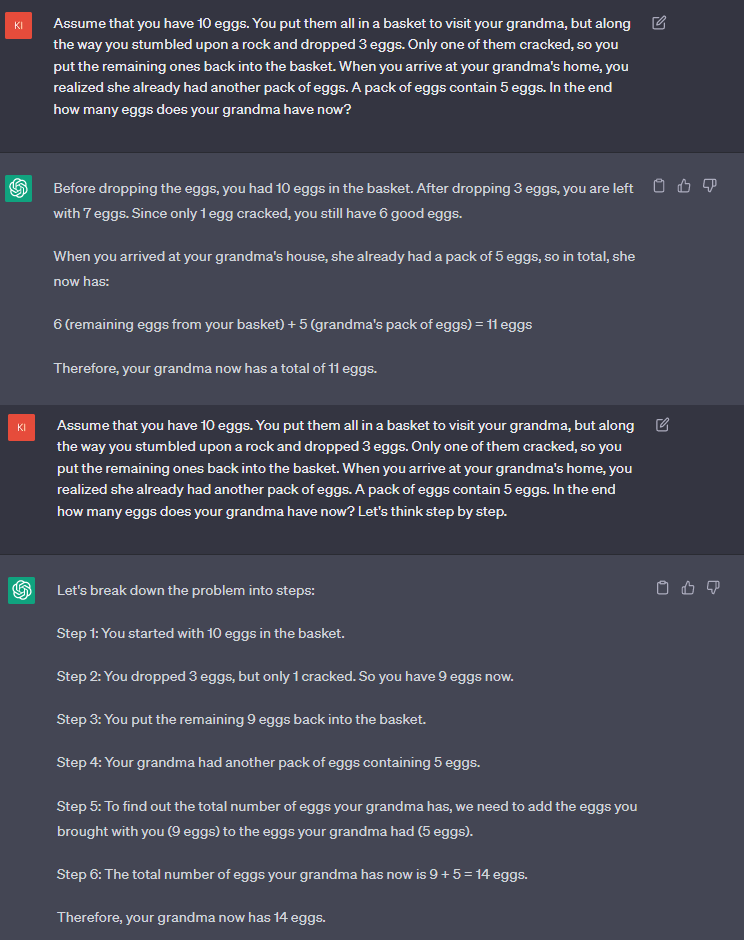 KI
Assume that you have 10 eggs. You put them all in a basket to visit your grandma, but along
the way you stumbled upon a rock and dropped 3 eggs. Only one of them cracked, so you
put the remaining ones back into the basket. When you arrive at your grandma's home, you
realized she already had another pack of eggs. A pack of eggs contain 5 eggs. In the end
how many eggs does your grandma have now?
Before dropping the eggs, you had 10 eggs in the basket. After dropping 3 eggs, you are left
with 7 eggs. Since only 1 egg cracked, you still have 6 good eggs.
When you arrived at your grandma's house, she already had a pack of 5 eggs, so in total, she
now has:
6 (remaining eggs from your basket) + 5 (grandma's pack of eggs) = 11 eggs
Therefore, your grandma now has a total of 11 eggs.
KI
Assume that you have 10 eggs. You put them all in a basket to visit your grandma, but along
the way you stumbled upon a rock and dropped 3 eggs. Only one of them cracked, so you
put the remaining ones back into the basket. When you arrive at your grandma's home, you
realized she already had another pack of eggs. A pack of eggs contain 5 eggs. In the end
how many eggs does your grandma have now? Let's think step by step.
Let's break down the problem into steps:
Step 1: You started with 10 eggs in the basket.
Step 2: You dropped 3 eggs, but only 1 cracked. So you have 9 eggs now.
Step 3: You put the remaining 9 eggs back into the basket.
Step 4: Your grandma had another pack of eggs containing 5 eggs.
Step 5: To find out the total number of eggs your grandma has, we need to add the eggs you
brought with you (9 eggs) to the eggs your grandma had (5 eggs).
Step 6: The total number of eggs your grandma has now is 9 + 5 = 14 eggs.
Therefore, your grandma now has 14 eggs.